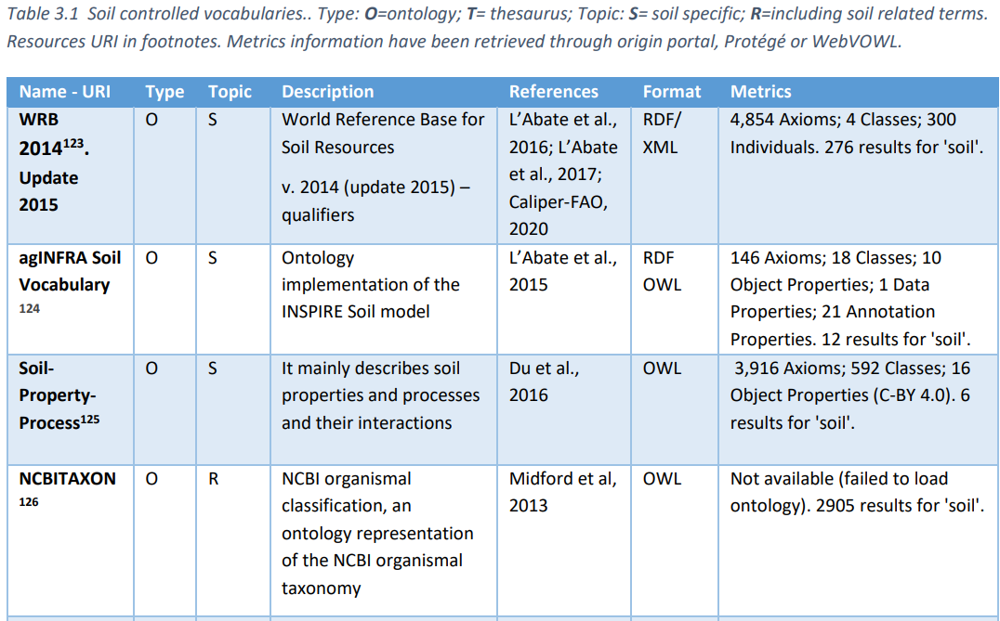 Table 3.1  Soil controlled vocabularies.. Type: O=ontology; T= thesaurus; Topic: S= soil specific; R=including soil related terms.
Resources URI in footnotes. Metrics information have been retrieved through origin portal, Protégé or WebVOWL.
Name - URI
Type
Topic
Description
References
Format
Metrics
WRB
2014123.
Update
2015
O
S
World Reference Base for
Soil Resources
v. 2014 (update 2015) –
qualifiers
L’Abate et al.,
2016; L’Abate
et al., 2017;
Caliper-FAO,
2020
RDF/
XML
4,854 Axioms; 4 Classes; 300
Individuals. 276 results for 'soil'.
agINFRA Soil
Vocabulary
124
O
S
Ontology
implementation of the
INSPIRE Soil model
L’Abate et al.,
2015
RDF
OWL
146 Axioms; 18 Classes; 10
Object Properties; 1 Data
Properties; 21 Annotation
Properties. 12 results for 'soil'.
Soil-
Property-
Process125
O
S
It mainly describes soil
properties and processes
and their interactions
Du et al.,
2016
OWL
3,916 Axioms; 592 Classes; 16
Object Properties (C-BY 4.0). 6
results for 'soil'.
NCBITAXON
126
O
R
NCBI organismal
classification, an
ontology representation
of the NCBI organismal
taxonomy
Midford et al,
2013
OWL
Not available (failed to load
ontology). 2905 results for 'soil'.